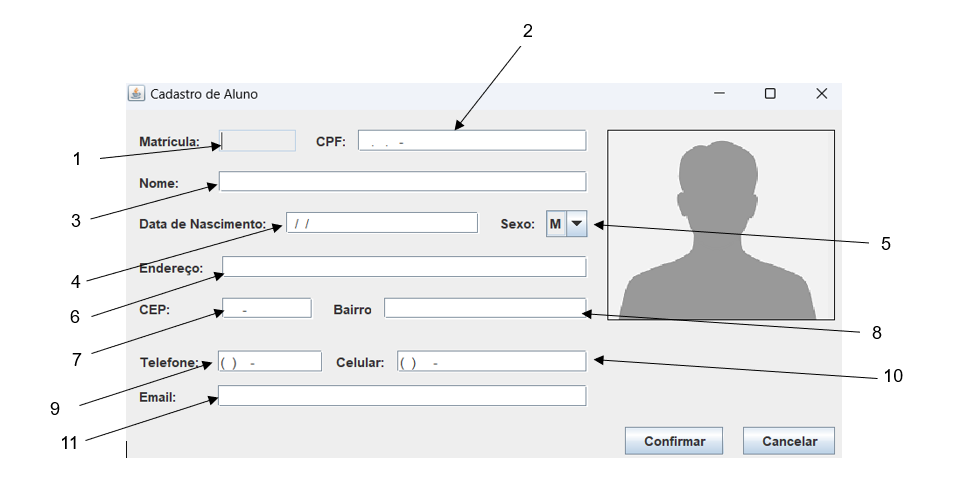 2
Cadastro de Aluno
Matrícula: CPF: . . -
1
Nome:
3
Data de Nascimento: / / Sexo: M
5
4
Endereço:
6
CEP: - Bairro
8
7
Telefone: ( ) - Celular: ( ) -
10
9
Email:
11
Confirmar Cancelar